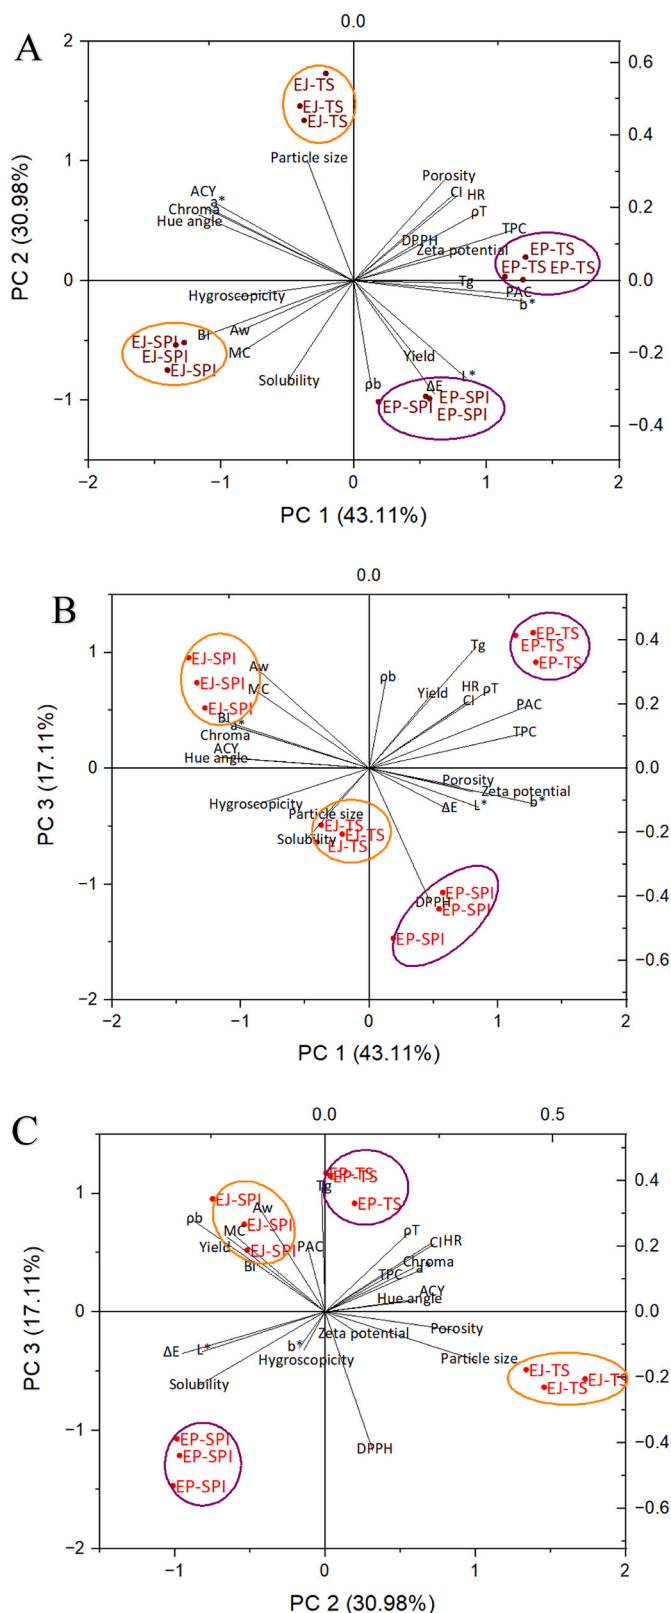 A
0.0
2
0.6
EJ-TS
EJ-TS
EJ-TS
Particle size
0.4
1
Porosity
ACY
a*
CI
HR
Chroma
ρT
0.2
Hue angle
TPC
DPPH
EP-TS
Zeta potential
EP-TS
EP-TS
0
Tg
0.0
PAC
Hygroscopicity
b*
BI
Aw
EJ-SPI
EJ-SPI
MC
Yield
−0.2
EJ-SPI
Solubility
ρb
L*
ΔE
EP-SPI
EP-SPI
−1
EP-SPI
−0.4
−2
−1
0
1
2
PC 2 (30.98%)
PC 1 (43.11%)
B
0.0
EP-TS
0.4
Tg
EP-TS
1
EJ-SPI
Aw
EP-TS
ρb
EJ-SPI
MC
HR
ρT
Yield
CI
PAC
0.2
EJ-SPI
BI
a*
Chroma
TPC
ACY
Hue angle
0
0.0
Porosity
Zeta potential
Hygroscopicity
ΔE
L*
b*
Particle size
EJ-TS
EJ-TS
−0.2
Solubility
EJ-TS
−1
EP-SPI
−0.4
DPPH
EP-SPI
EP-SPI
−0.6
−2
−2
−1
0
1
2
PC 3 (17.11%)
PC 1 (43.11%)
C
0.0
0.5
EP-TS
EP-TS
0.4
Tg
1
EJ-SPI
Aw
EP-TS
ρb
EJ-SPI
MC
ρT
Yield
EJ-SPI
PAC
CI
HR
0.2
BI
Chroma
TPC
a*
ACY
Hue angle
0
0.0
Zeta potential
Porosity
ΔE
L*
b*
Hygroscopicity
Particle size
Solubility
EJ-TS
−0.2
EJ-TS
EJ-TS
−1
EP-SPI
EP-SPI
DPPH
−0.4
EP-SPI
−0.6
−2
−1
0
1
2
PC 3 (17.11%)
PC 2 (30.98%)